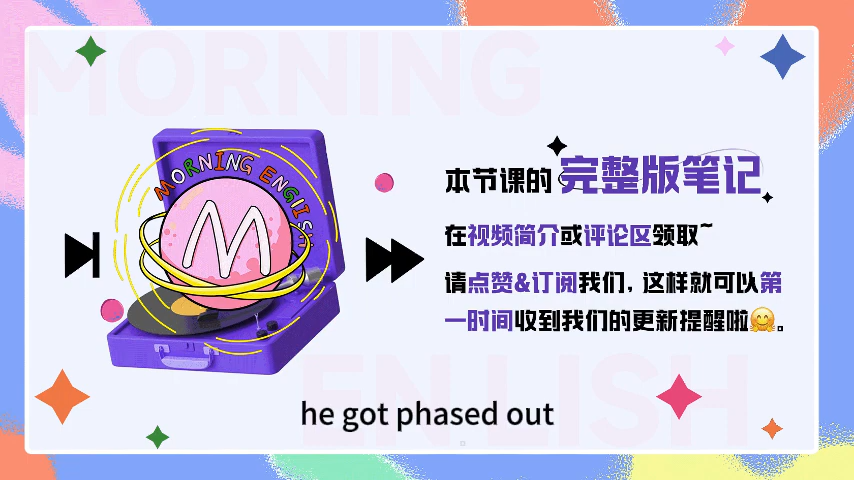 MORNING
MORNING ENGLISH
M
本节课的 完整版笔记
在视频简介或评论区领取~
请点赞&订阅我们，这样就可以第
一时间收到我们的更新提醒啦🤗。
he got phased out